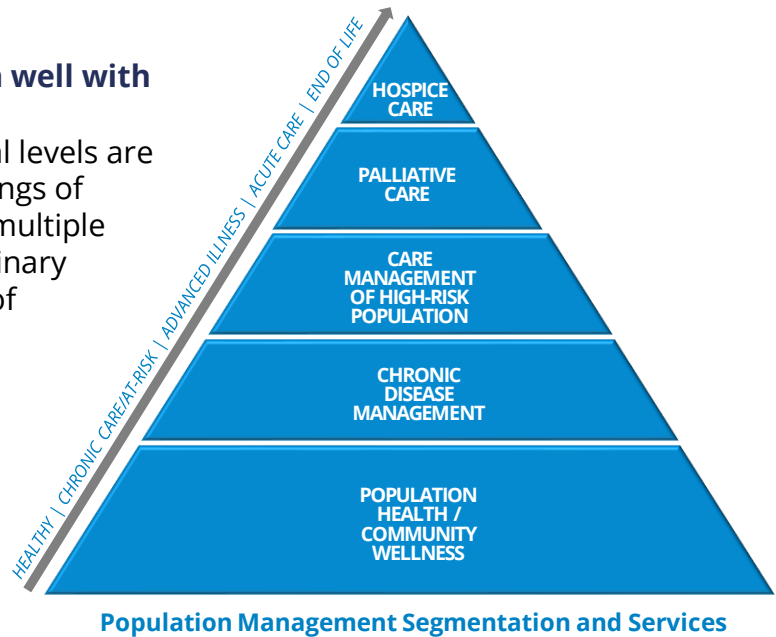 well with
al levels are
ngs of
multiple
inary
of
HEALTHY | CHRONIC CARE/AT-RISK | ADVANCED ILLNESS | ACUTE CARE | END OF LIFE
HOSPICE
CARE
PALLIATIVE
CARE
CARE
MANAGEMENT
OF HIGH-RISK
POPULATION
CHRONIC
DISEASE
MANAGEMENT
POPULATION
HEALTH /
COMMUNITY
WELLNESS
Population Management Segmentation and Services